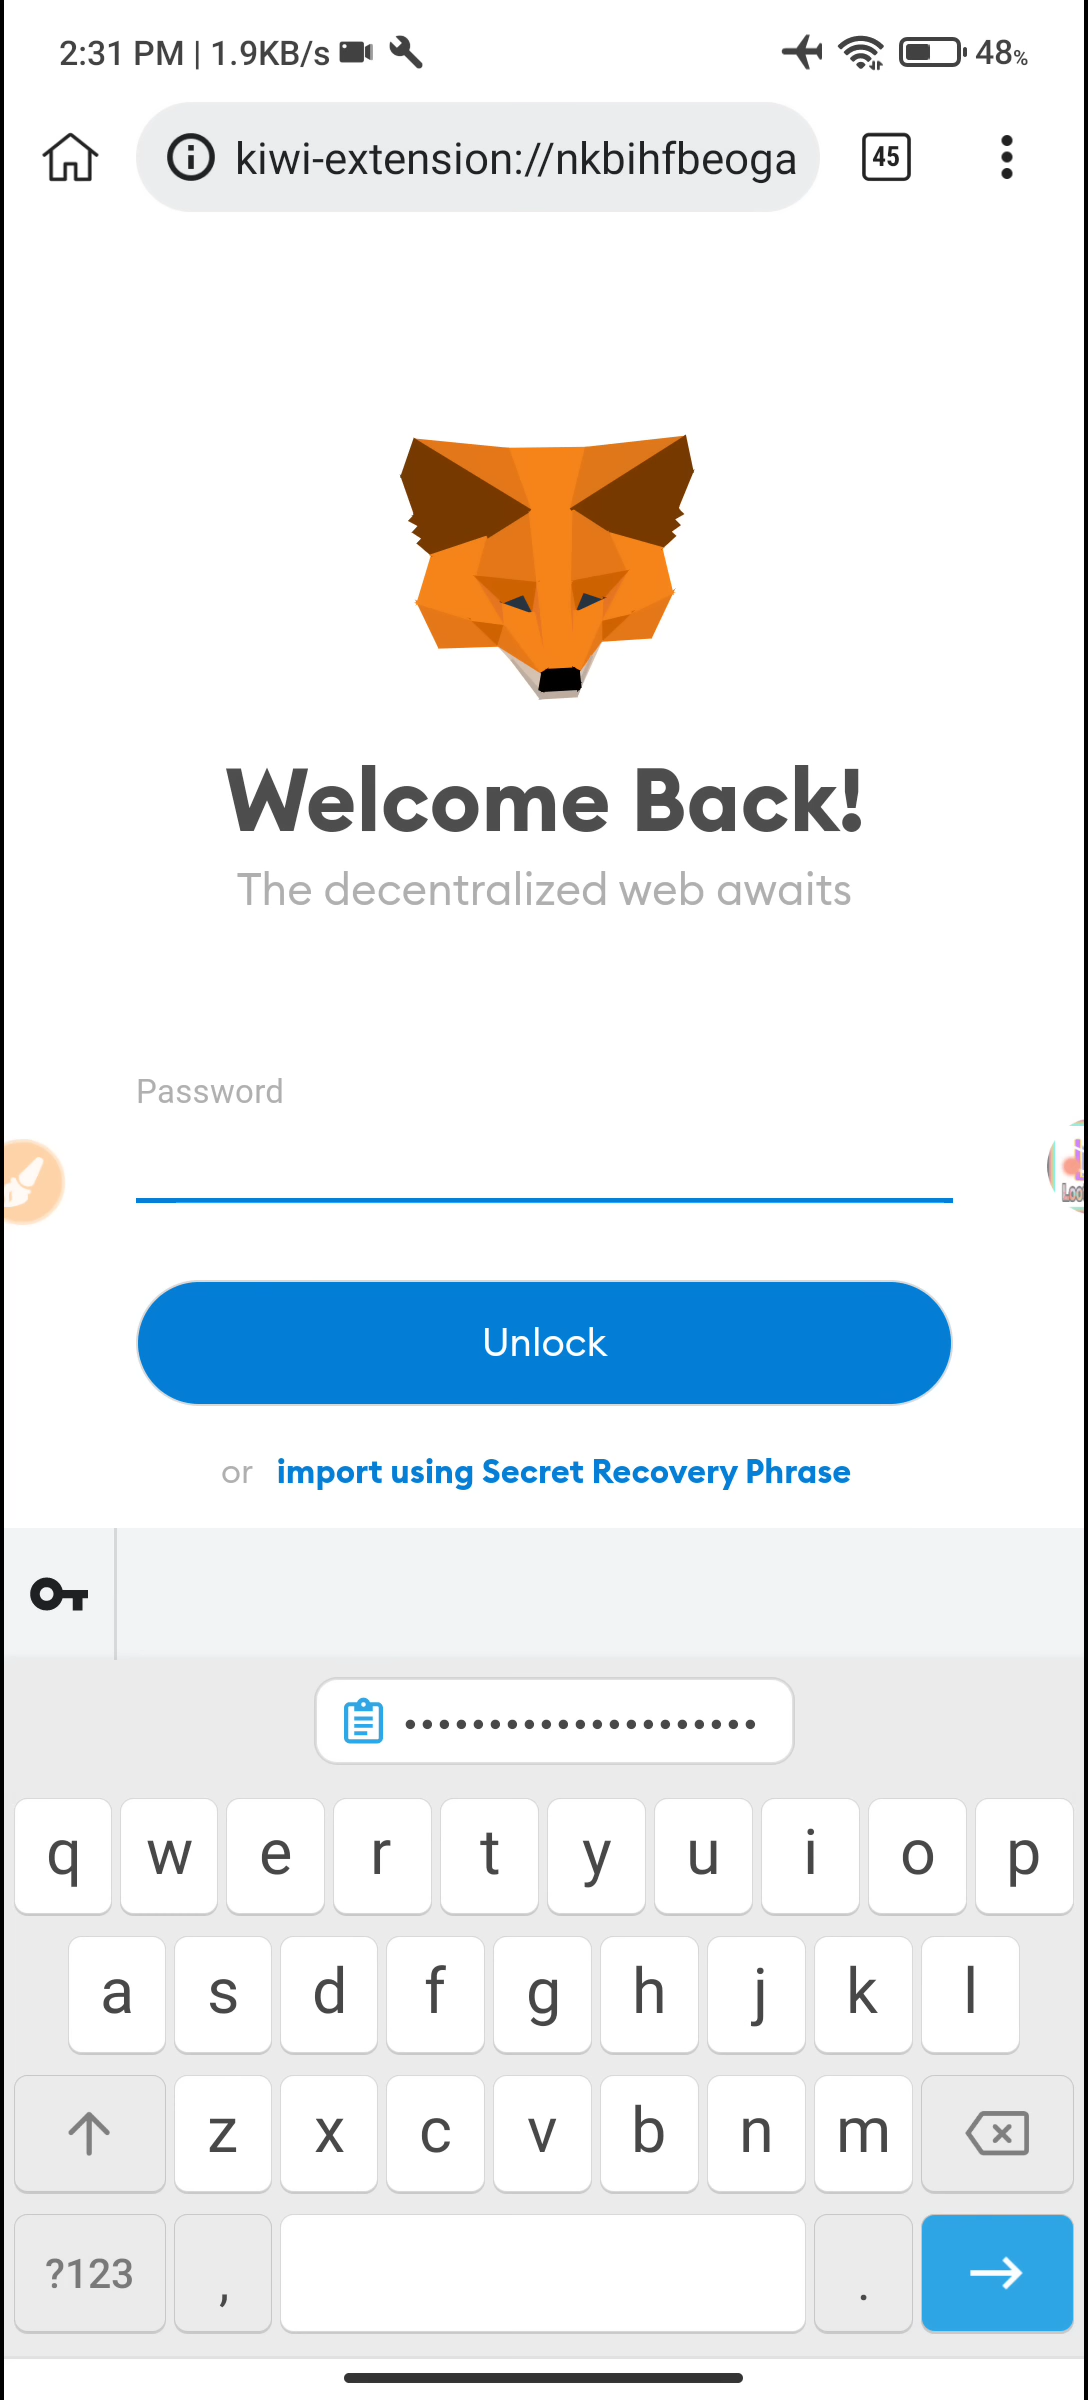 2:31 PM | 1.9KB/s 48%
kiwi-extension://nkbihfbeoga 45
Welcome Back!
The decentralized web awaits
Password
Unlock
or import using Secret Recovery Phrase
••••••••••••••••••••••
q w e r t y u i o p
a s d f g h j k l
z x c v b n m
?123 , .